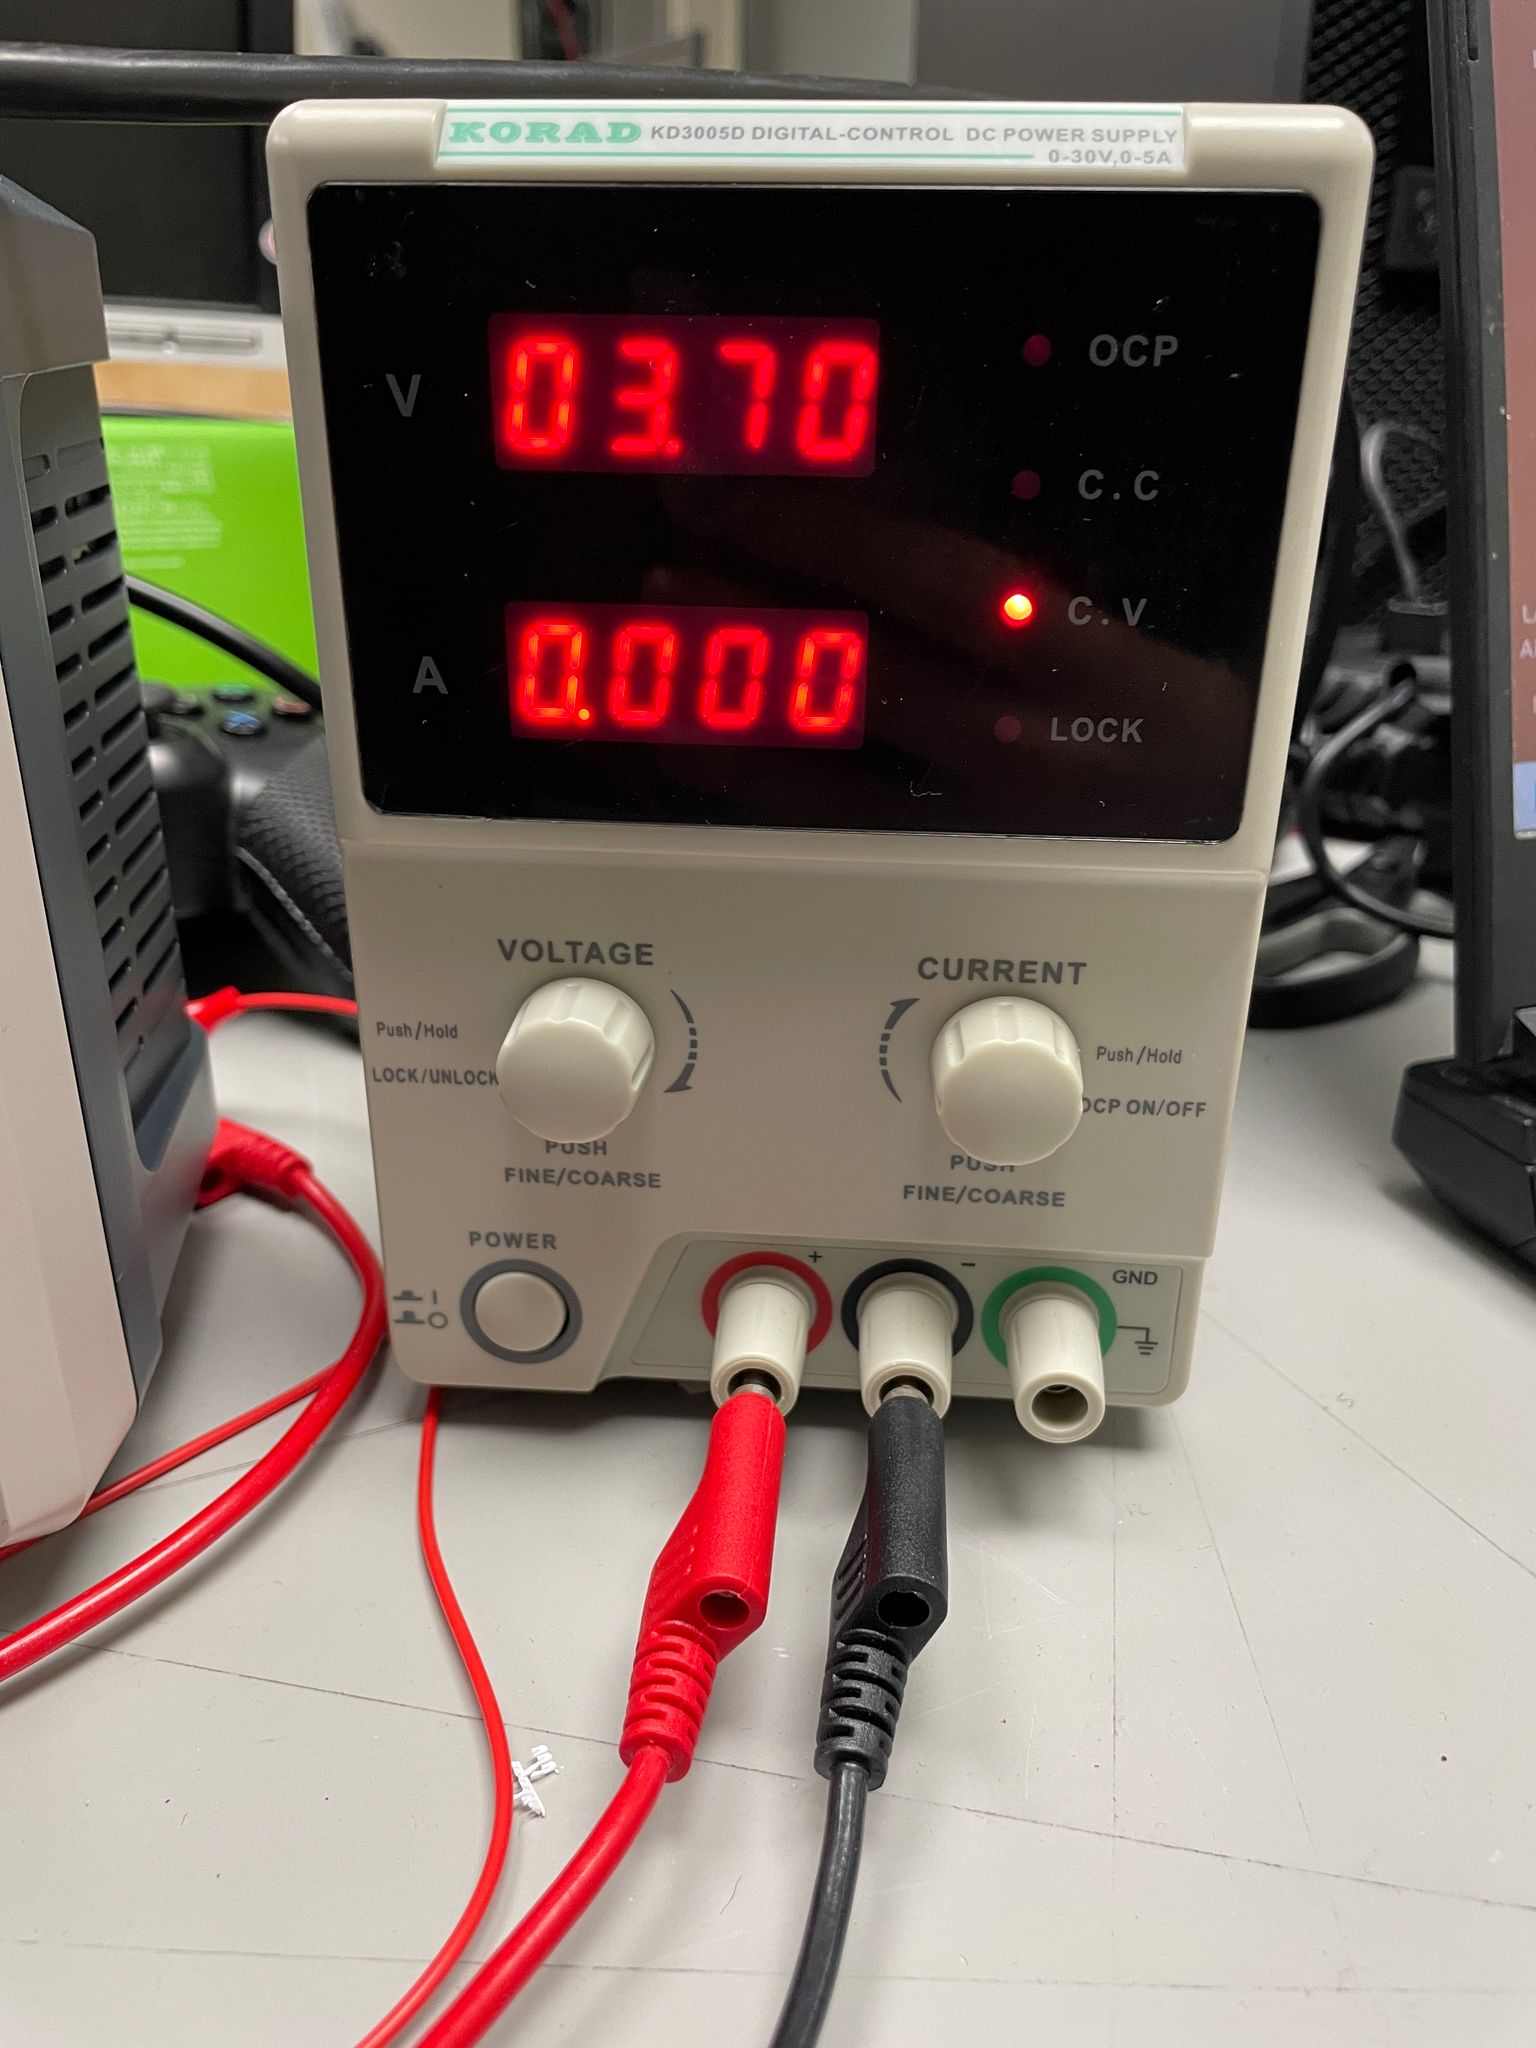 KORAD KD3005D DIGITAL-CONTROL DC POWER SUPPLY
0-30V,0-5A
V
03.70
OCP
C.C
C.V
A
0.000
LOCK
VOLTAGE
CURRENT
Push/Hold
LOCK/UNLOCK
Push/Hold
OCP ON/OFF
PUSH
FINE/COARSE
PUSH
FINE/COARSE
POWER
I
O
+
−
GND